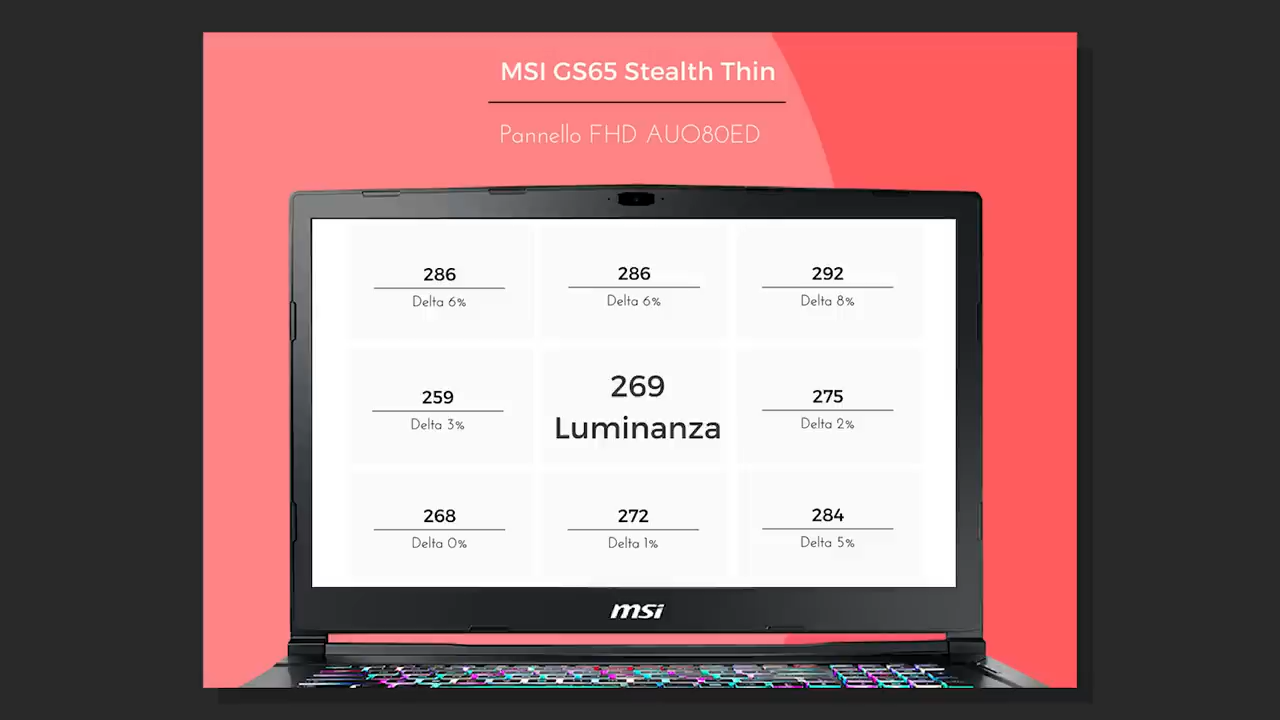 MSI GS65 Stealth Thin
Pannello FHD AUO80ED
286
Delta 6%
286
Delta 6%
292
Delta 8%
259
Delta 3%
269
Luminanza
275
Delta 2%
268
Delta 0%
272
Delta 1%
284
Delta 5%
msi